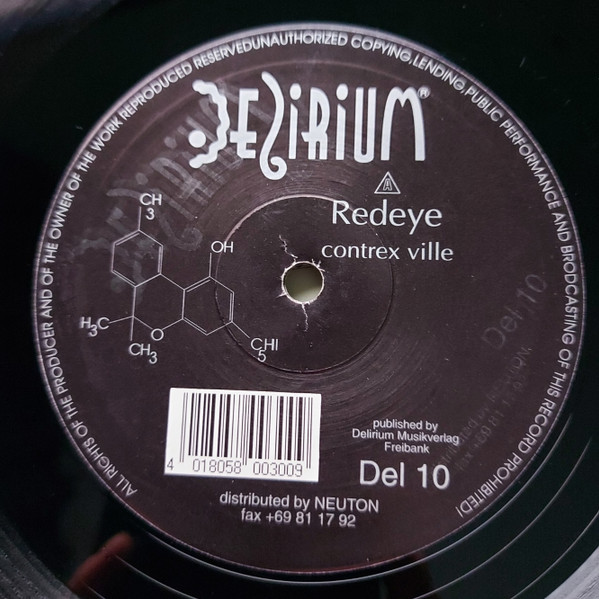 ALL RIGHTS OF THE PRODUCER AND OF THE OWNER OF THE WORK REPRODUCED RESERVEDUNAUTHORIZED COPYING,LENDING,PUBLIC PERFORMANCE AND BRODCASTING OF THIS RECORD PROHIBITED!
DELIRIUM®
A
Redeye
contrex ville
CH
3
OH
H3C
O
CH3
CHI
5
4 018058 003009
published by
Delirium Musikverlag
Freibank
Del 10
distributed by NEUTON
fax +69 81 17 92
Del 10